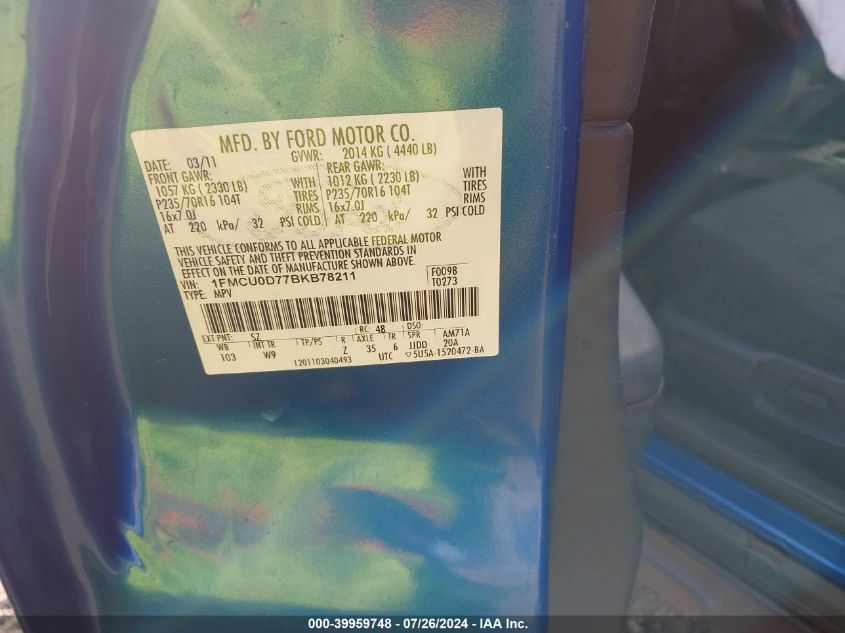 MFD. BY FORD MOTOR CO.
DATE: 03/11 GVWR: 2014 KG ( 4440 LB)
FRONT GAWR: REAR GAWR:
1057 KG ( 2330 LB) WITH 1012 KG ( 2230 LB) WITH
P235/70R16 104T TIRES P235/70R16 104T TIRES
16x7.0J RIMS 16x7.0J RIMS
AT 220 kPa/ 32 PSI COLD AT 220 kPa/ 32 PSI COLD
THIS VEHICLE CONFORMS TO ALL APPLICABLE FEDERAL MOTOR
VEHICLE SAFETY AND THEFT PREVENTION STANDARDS IN
EFFECT ON THE DATE OF MANUFACTURE SHOWN ABOVE.
VIN: 1FMCU0D77BKB78211 F0098
TYPE: MPV T0273
EXT PNT: SZ RC: 48 DSO:
WB INT TR TP/PS R AXLE TR SPR AM71A
103 W9 Z 35 6 JJDD 20A
1201103040493 UTC ▽5U5A-1520472-BA
000-39959748 - 07/26/2024 - IAA Inc.